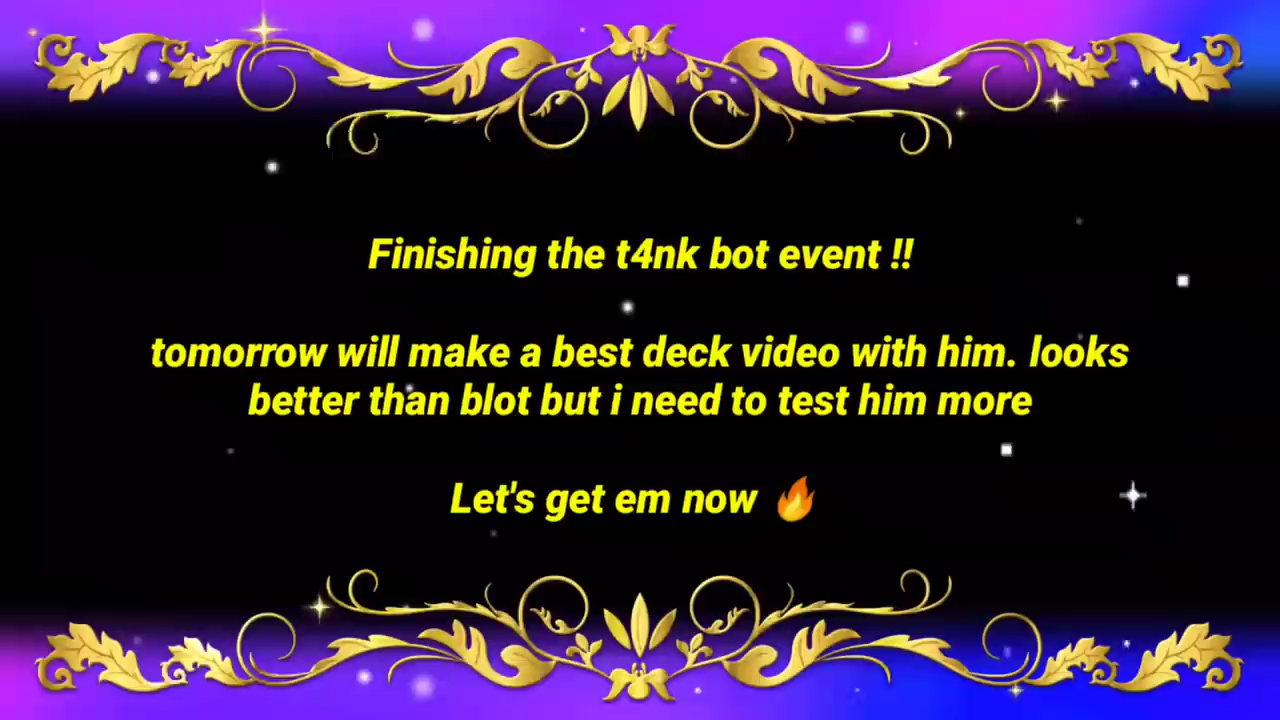 Finishing the t4nk bot event !!
tomorrow will make a best deck video with him. looks
better than blot but i need to test him more
Let's get em now 🔥